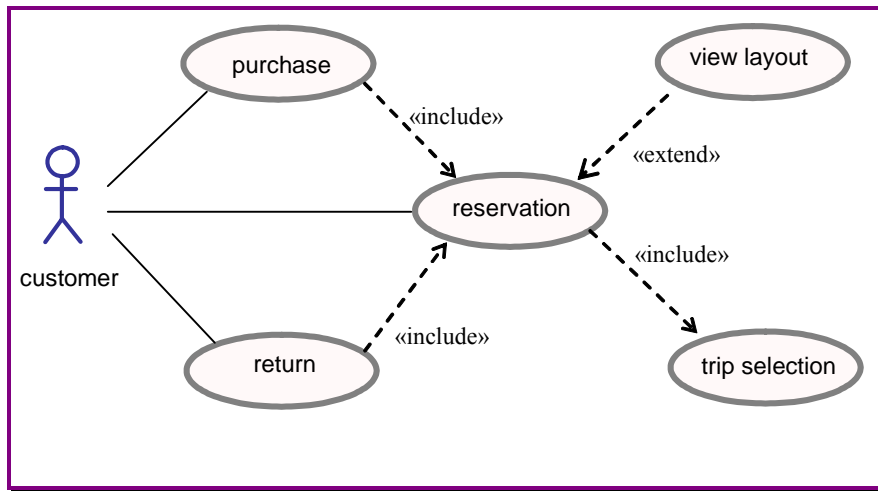 purchase
view layout
«include»
«extend»
reservation
«include»
customer
«include»
return
trip selection